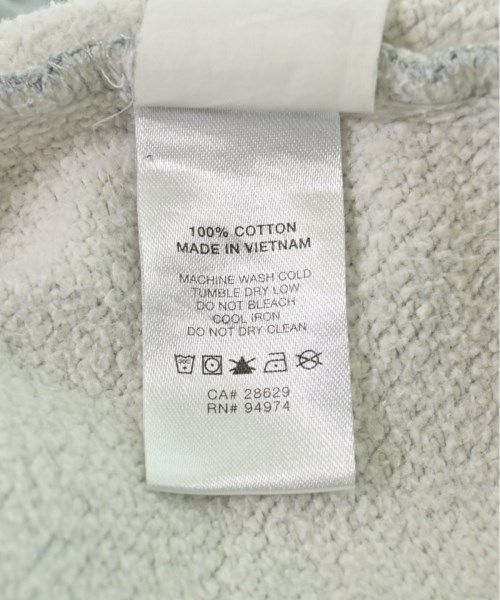 100% COTTON
MADE IN VIETNAM
MACHINE WASH COLD
TUMBLE DRY LOW
DO NOT BLEACH
COOL IRON
DO NOT DRY CLEAN
CA# 28629
RN# 94974